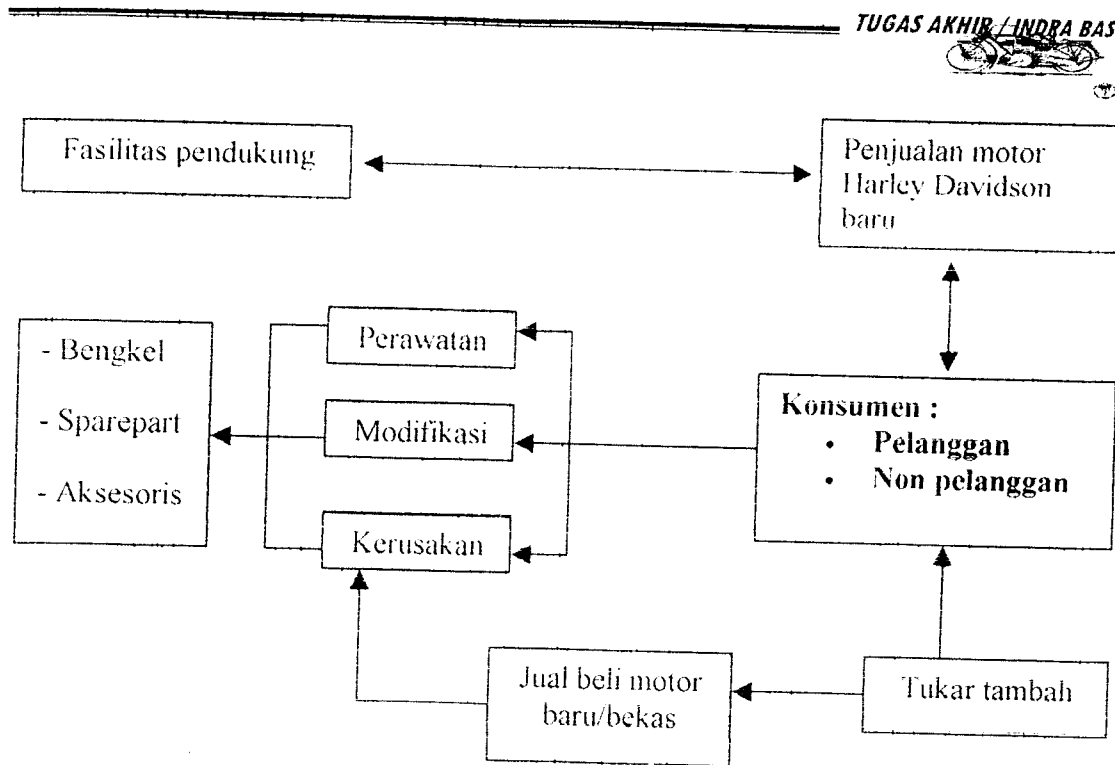 TUGAS AKHIR / INDRA BAS
Fasilitas pendukung
Penjualan motor
Harley Davidson
baru
- Bengkel
- Sparepart
- Aksesoris
Perawatan
Modifikasi
Kerusakan
Konsumen :
• Pelanggan
• Non pelanggan
Jual beli motor
baru/bekas
Tukar tambah